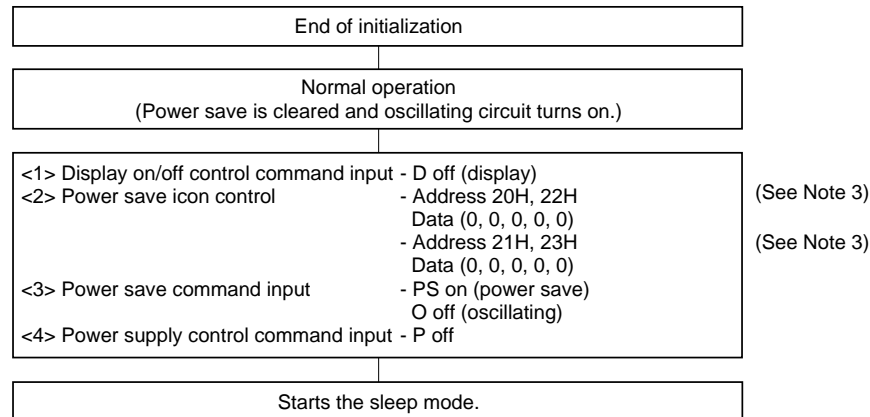 End of initialization
Normal operation
(Power save is cleared and oscillating circuit turns on.)
<1> Display on/off control command input - D off (display)
<2> Power save icon control - Address 20H, 22H (See Note 3)
Data (0, 0, 0, 0, 0)
- Address 21H, 23H (See Note 3)
Data (0, 0, 0, 0, 0)
<3> Power save command input - PS on (power save)
O off (oscillating)
<4> Power supply control command input - P off
Starts the sleep mode.